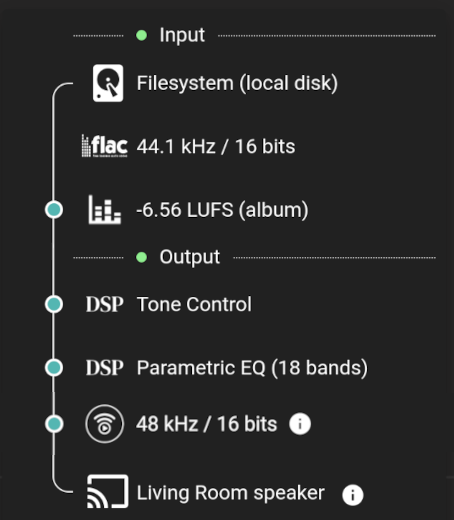 Input
Filesystem (local disk)
flac 44.1 kHz / 16 bits
-6.56 LUFS (album)
Output
DSP Tone Control
DSP Parametric EQ (18 bands)
48 kHz / 16 bits i
Living Room speaker i